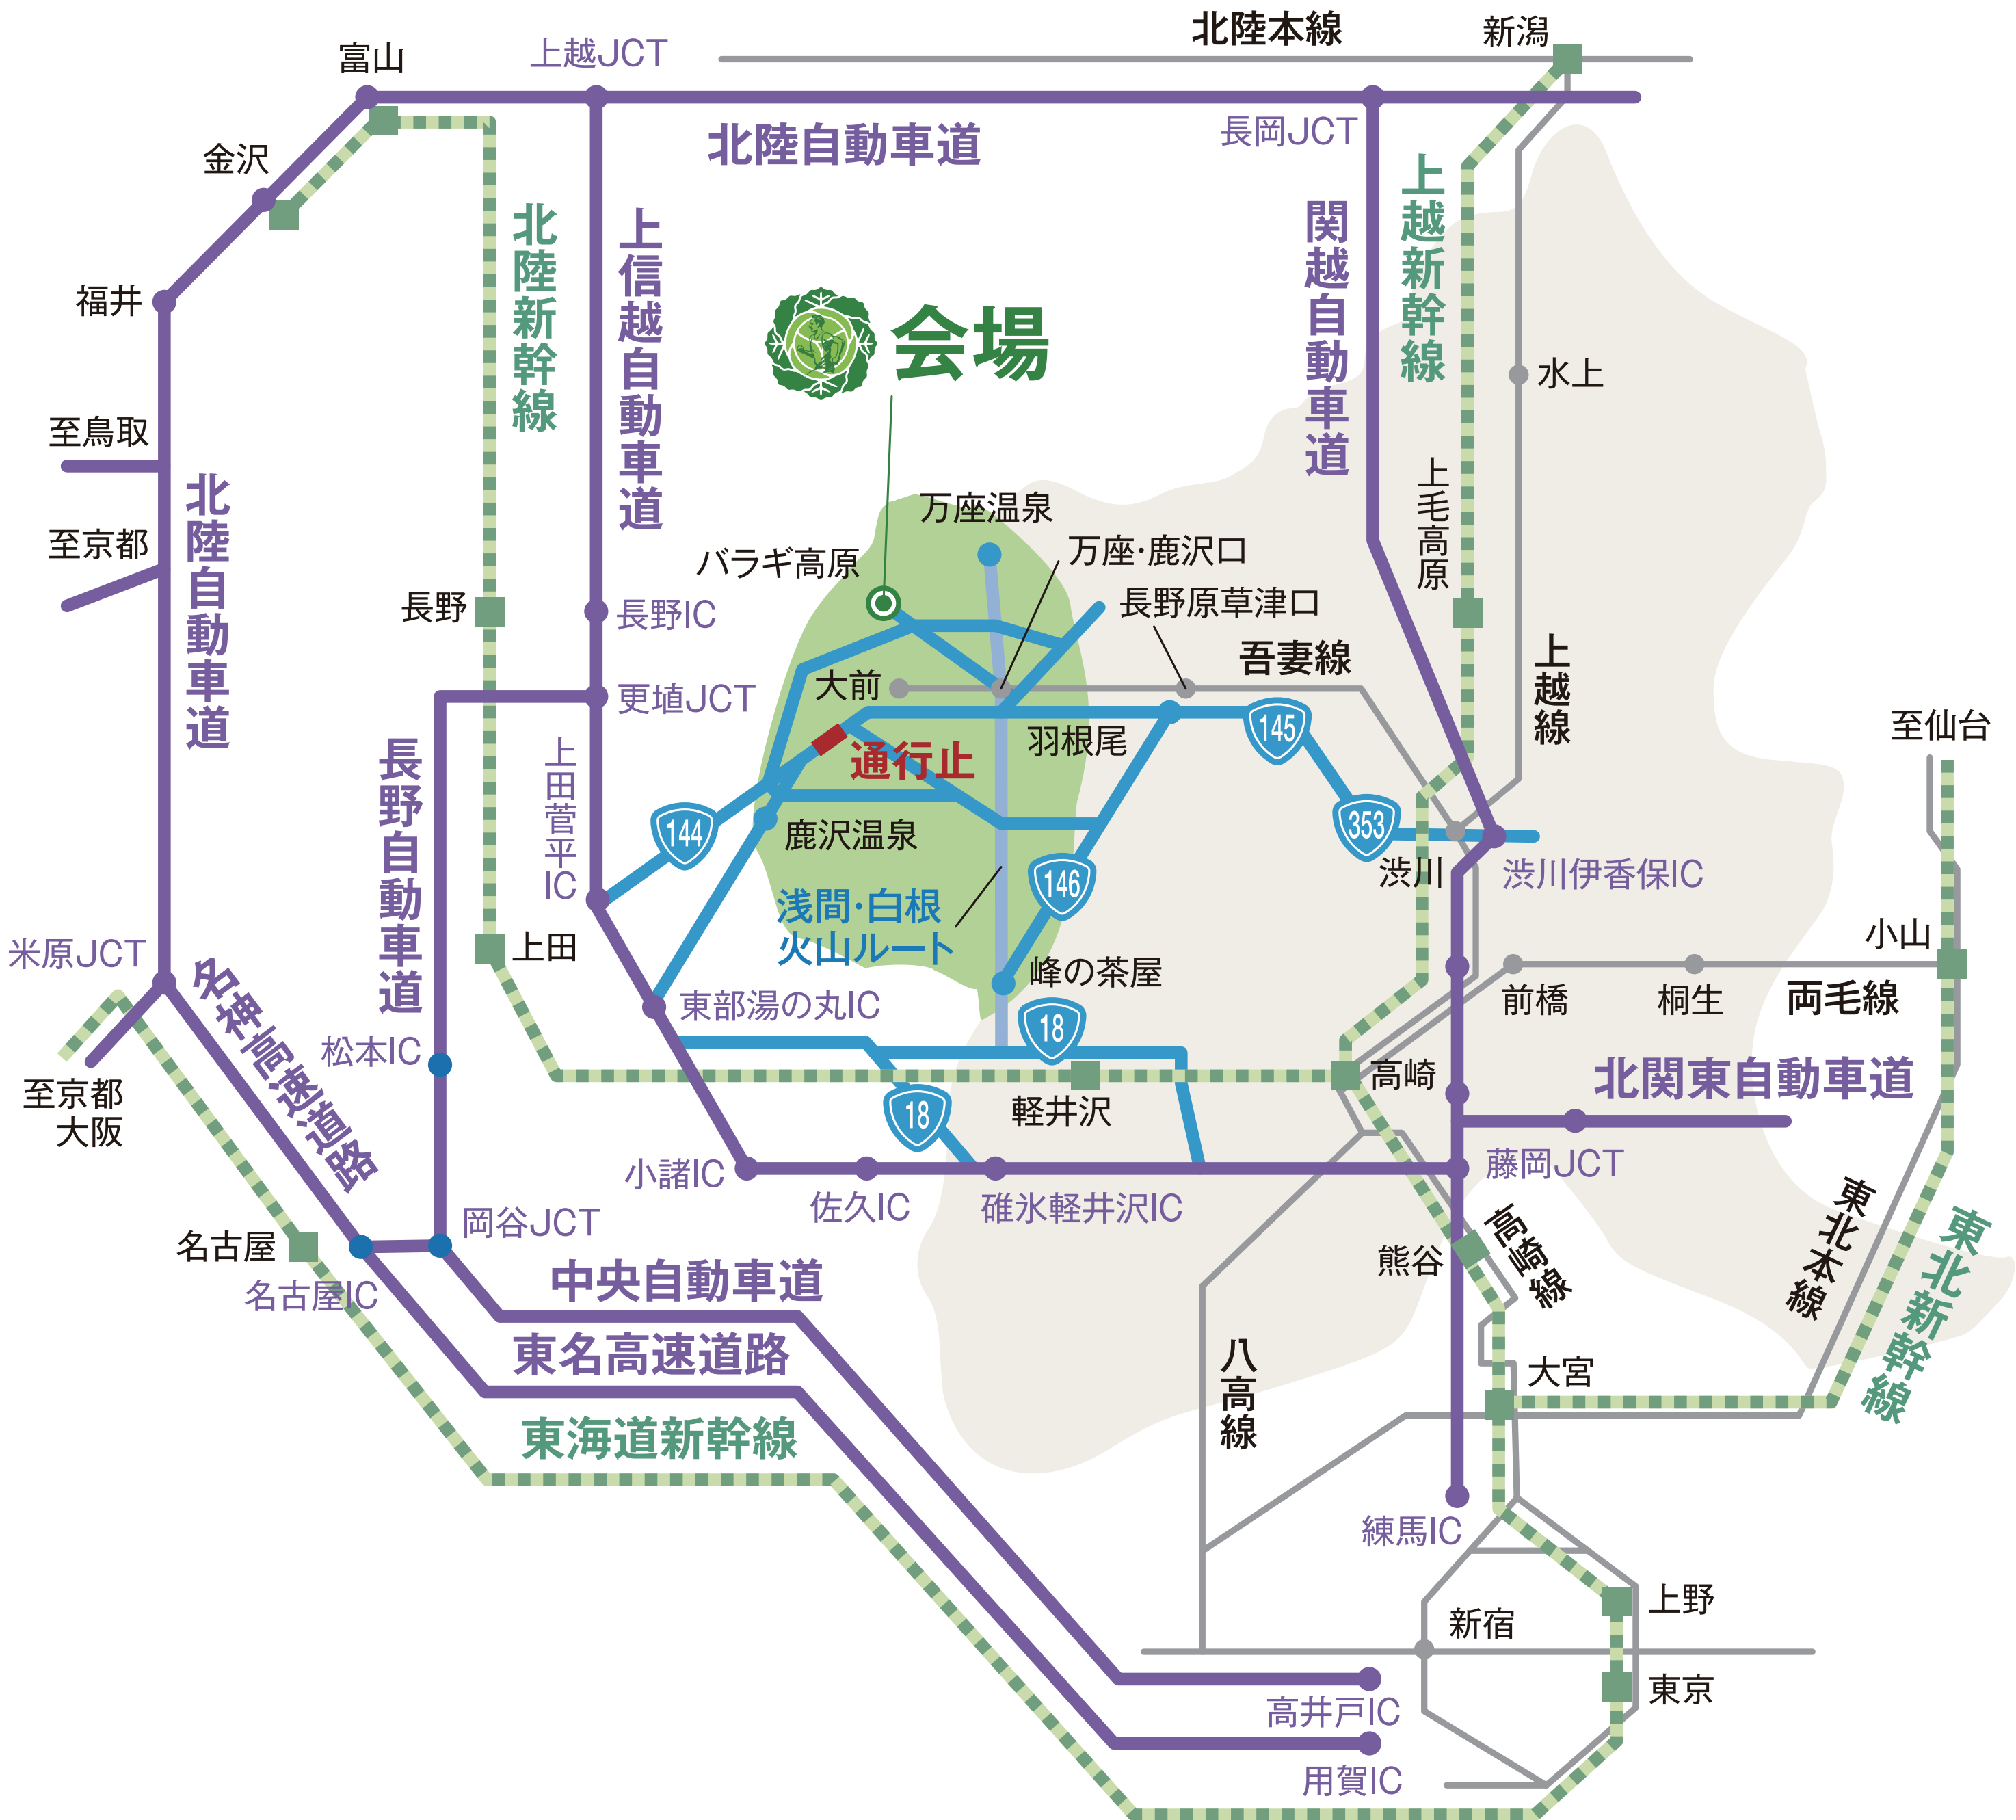 北陸本線
新潟
富山
上越JCT
北陸自動車道
長岡JCT
金沢
北陸新幹線
上信越自動車道
関越自動車道
上越新幹線
福井
会場
水上
至鳥取
至京都
北陸自動車道
上毛高原
万座温泉
万座・鹿沢口
バラギ高原
長野原草津口
長野
長野IC
吾妻線
上越線
大前
更埴JCT
羽根尾
145
至仙台
通行止
長野自動車道
上田菅平IC
144
鹿沢温泉
353
渋川
渋川伊香保IC
146
浅間・白根
火山ルート
米原JCT
上田
小山
峰の茶屋
前橋
桐生
両毛線
名神高速道路
東部湯の丸IC
18
松本IC
高崎
北関東自動車道
至京都
大阪
軽井沢
18
小諸IC
佐久IC
碓氷軽井沢IC
藤岡JCT
東北本線
東北新幹線
岡谷JCT
名古屋
名古屋IC
熊谷
高崎線
中央自動車道
東名高速道路
八高線
大宮
東海道新幹線
練馬IC
上野
新宿
東京
高井戸IC
用賀IC